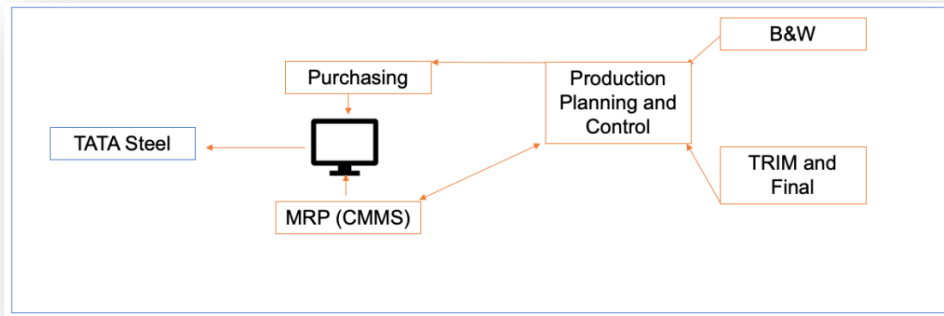 B&W
Purchasing
Production
Planning and
Control
TATA Steel
TRIM and
Final
MRP (CMMS)